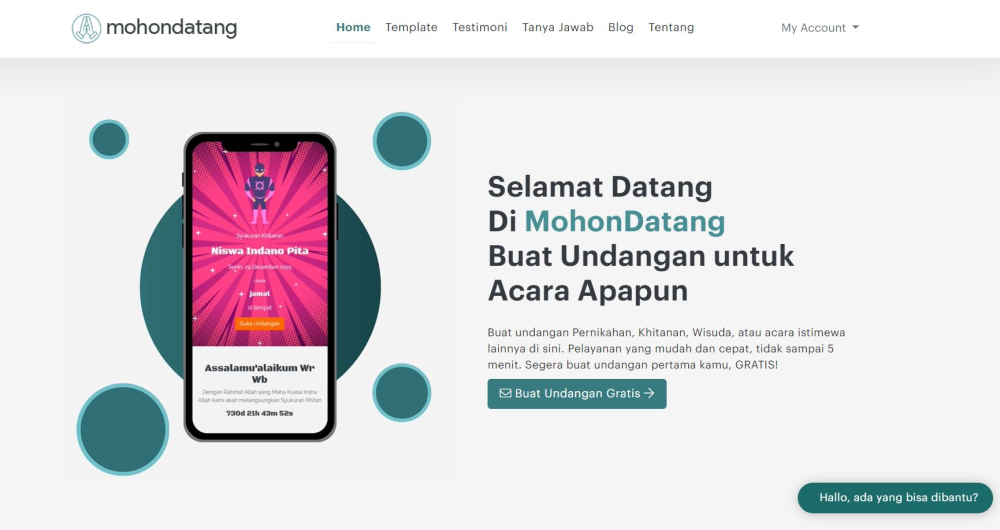 mohondatang
Home Template Testimoni Tanya Jawab Blog Tentang
My Account
Syukuran Khitanan
Niswa Indano Pita
Senin, 29 Desember 2025
Untuk
jamal
di tempat
Buka Undangan
Assalamu'alaikum Wr
Wb
Dengan Rahmat Allah yang Maha Kuasa Insha
Allah kami akan melangsungkan Syukuran Khitan
730d 21h 43m 52s
Selamat Datang
Di MohonDatang
Buat Undangan untuk
Acara Apapun
Buat undangan Pernikahan, Khitanan, Wisuda, atau acara istimewa
lainnya di sini. Pelayanan yang mudah dan cepat, tidak sampai 5
menit. Segera buat undangan pertama kamu, GRATIS!
Buat Undangan Gratis
Hallo, ada yang bisa dibantu?